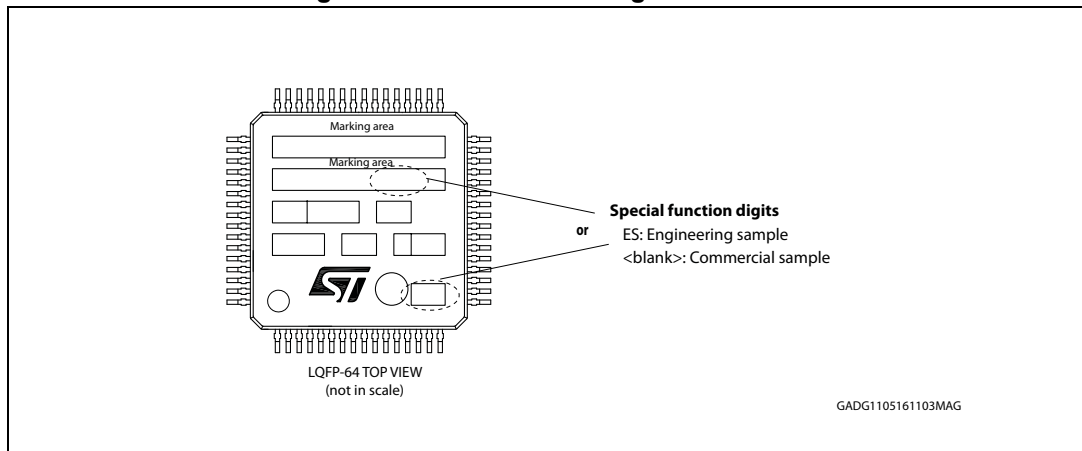 Marking area
Marking area
Special function digits
or
ES: Engineering sample
<blank>: Commercial sample
ST
LQFP-64 TOP VIEW
(not in scale)
GADG1105161103MAG